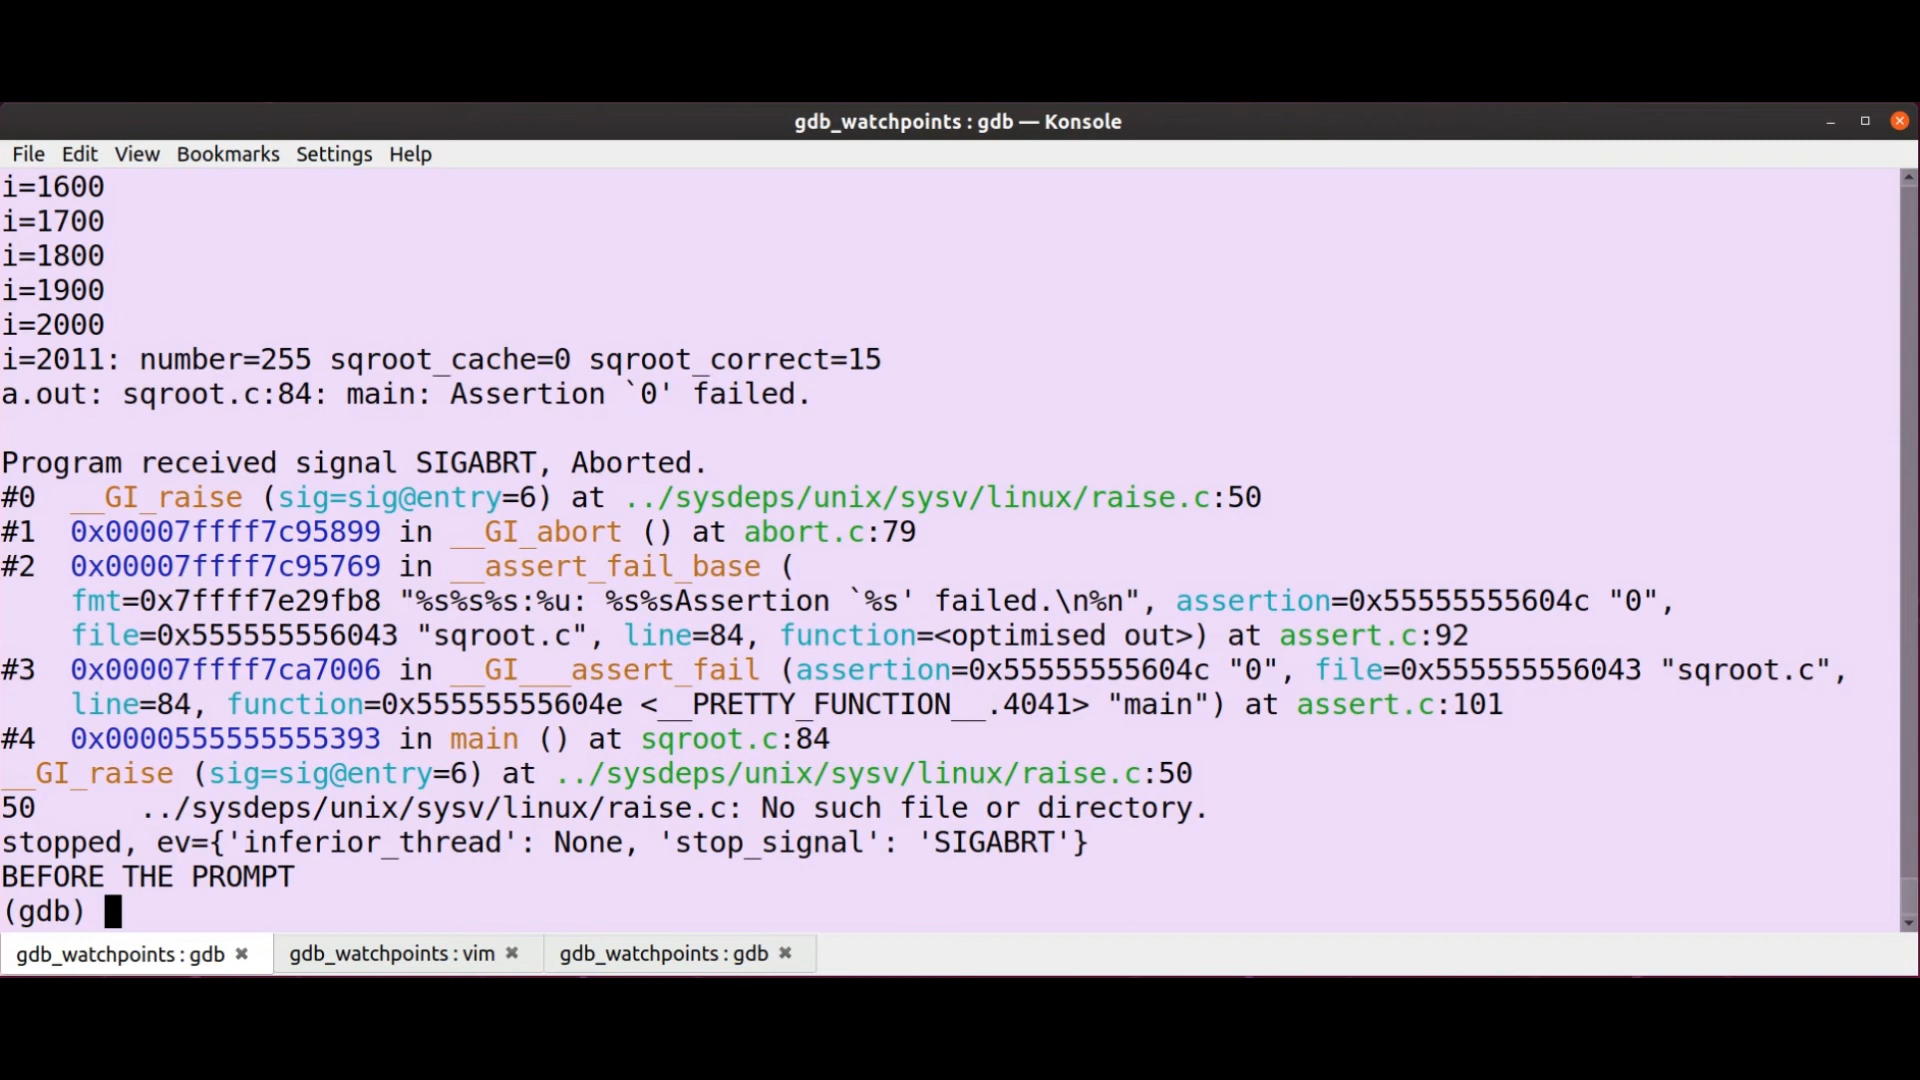 gdb_watchpoints : gdb — Konsole
File Edit View Bookmarks Settings Help
i=1600
i=1700
i=1800
i=1900
i=2000
i=2011: number=255 sqroot_cache=0 sqroot_correct=15
a.out: sqroot.c:84: main: Assertion `0' failed.
Program received signal SIGABRT, Aborted.
#0  __GI_raise (sig=sig@entry=6) at ../sysdeps/unix/sysv/linux/raise.c:50
#1  0x00007ffff7c95899 in __GI_abort () at abort.c:79
#2  0x00007ffff7c95769 in __assert_fail_base (
    fmt=0x7ffff7e29fb8 "%s%s%s:%u: %s%sAssertion `%s' failed.\n%n", assertion=0x55555555604c "0",
    file=0x555555556043 "sqroot.c", line=84, function=<optimised out>) at assert.c:92
#3  0x00007ffff7ca7006 in __GI___assert_fail (assertion=0x55555555604c "0", file=0x555555556043 "sqroot.c",
    line=84, function=0x55555555604e <__PRETTY_FUNCTION__.4041> "main") at assert.c:101
#4  0x0000555555555393 in main () at sqroot.c:84
__GI_raise (sig=sig@entry=6) at ../sysdeps/unix/sysv/linux/raise.c:50
50      ../sysdeps/unix/sysv/linux/raise.c: No such file or directory.
stopped, ev={'inferior_thread': None, 'stop_signal': 'SIGABRT'}
BEFORE THE PROMPT
(gdb)
gdb_watchpoints : gdb gdb_watchpoints : vim gdb_watchpoints : gdb